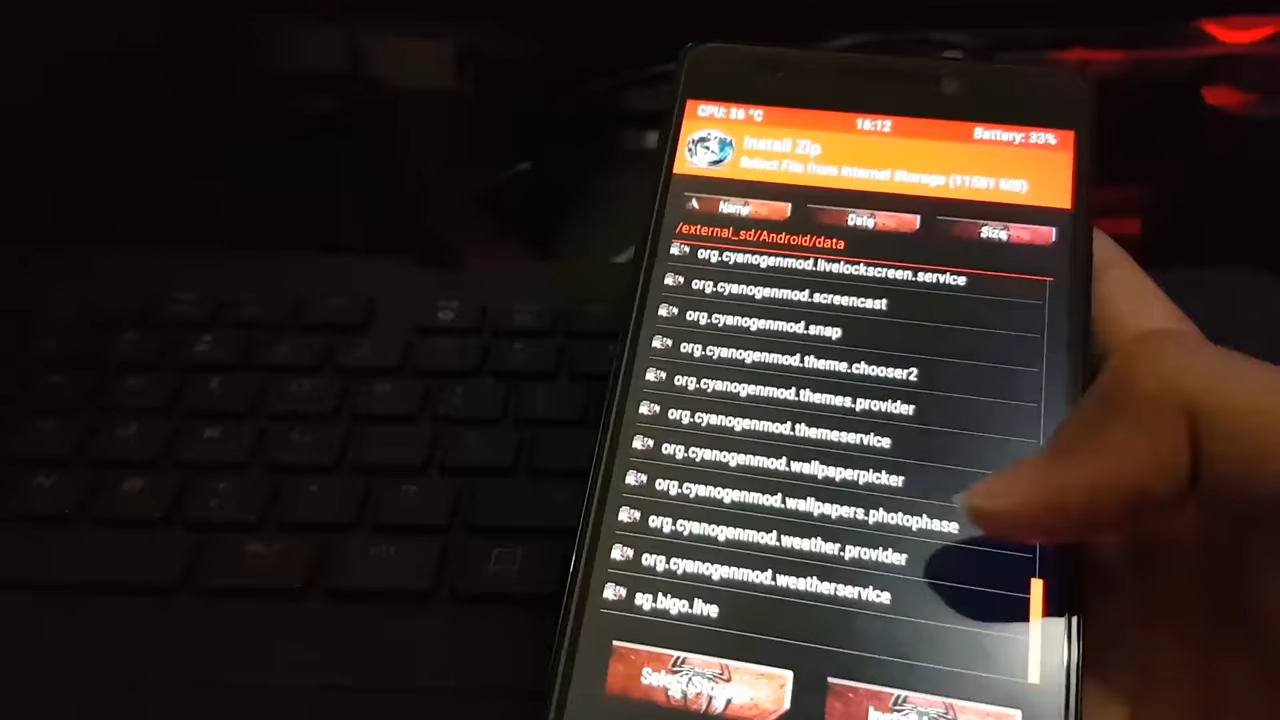 CPU: 36 °C 16:12 Battery: 33%
Install Zip
Select File from Internal Storage (11581 MB)
Name Date Size
/external_sd/Android/data
org.cyanogenmod.livelockscreen.service
org.cyanogenmod.screencast
org.cyanogenmod.snap
org.cyanogenmod.theme.chooser2
org.cyanogenmod.themes.provider
org.cyanogenmod.themeservice
org.cyanogenmod.wallpaperpicker
org.cyanogenmod.wallpapers.photophase
org.cyanogenmod.weather.provider
org.cyanogenmod.weatherservice
sg.bigo.live
Select Storage